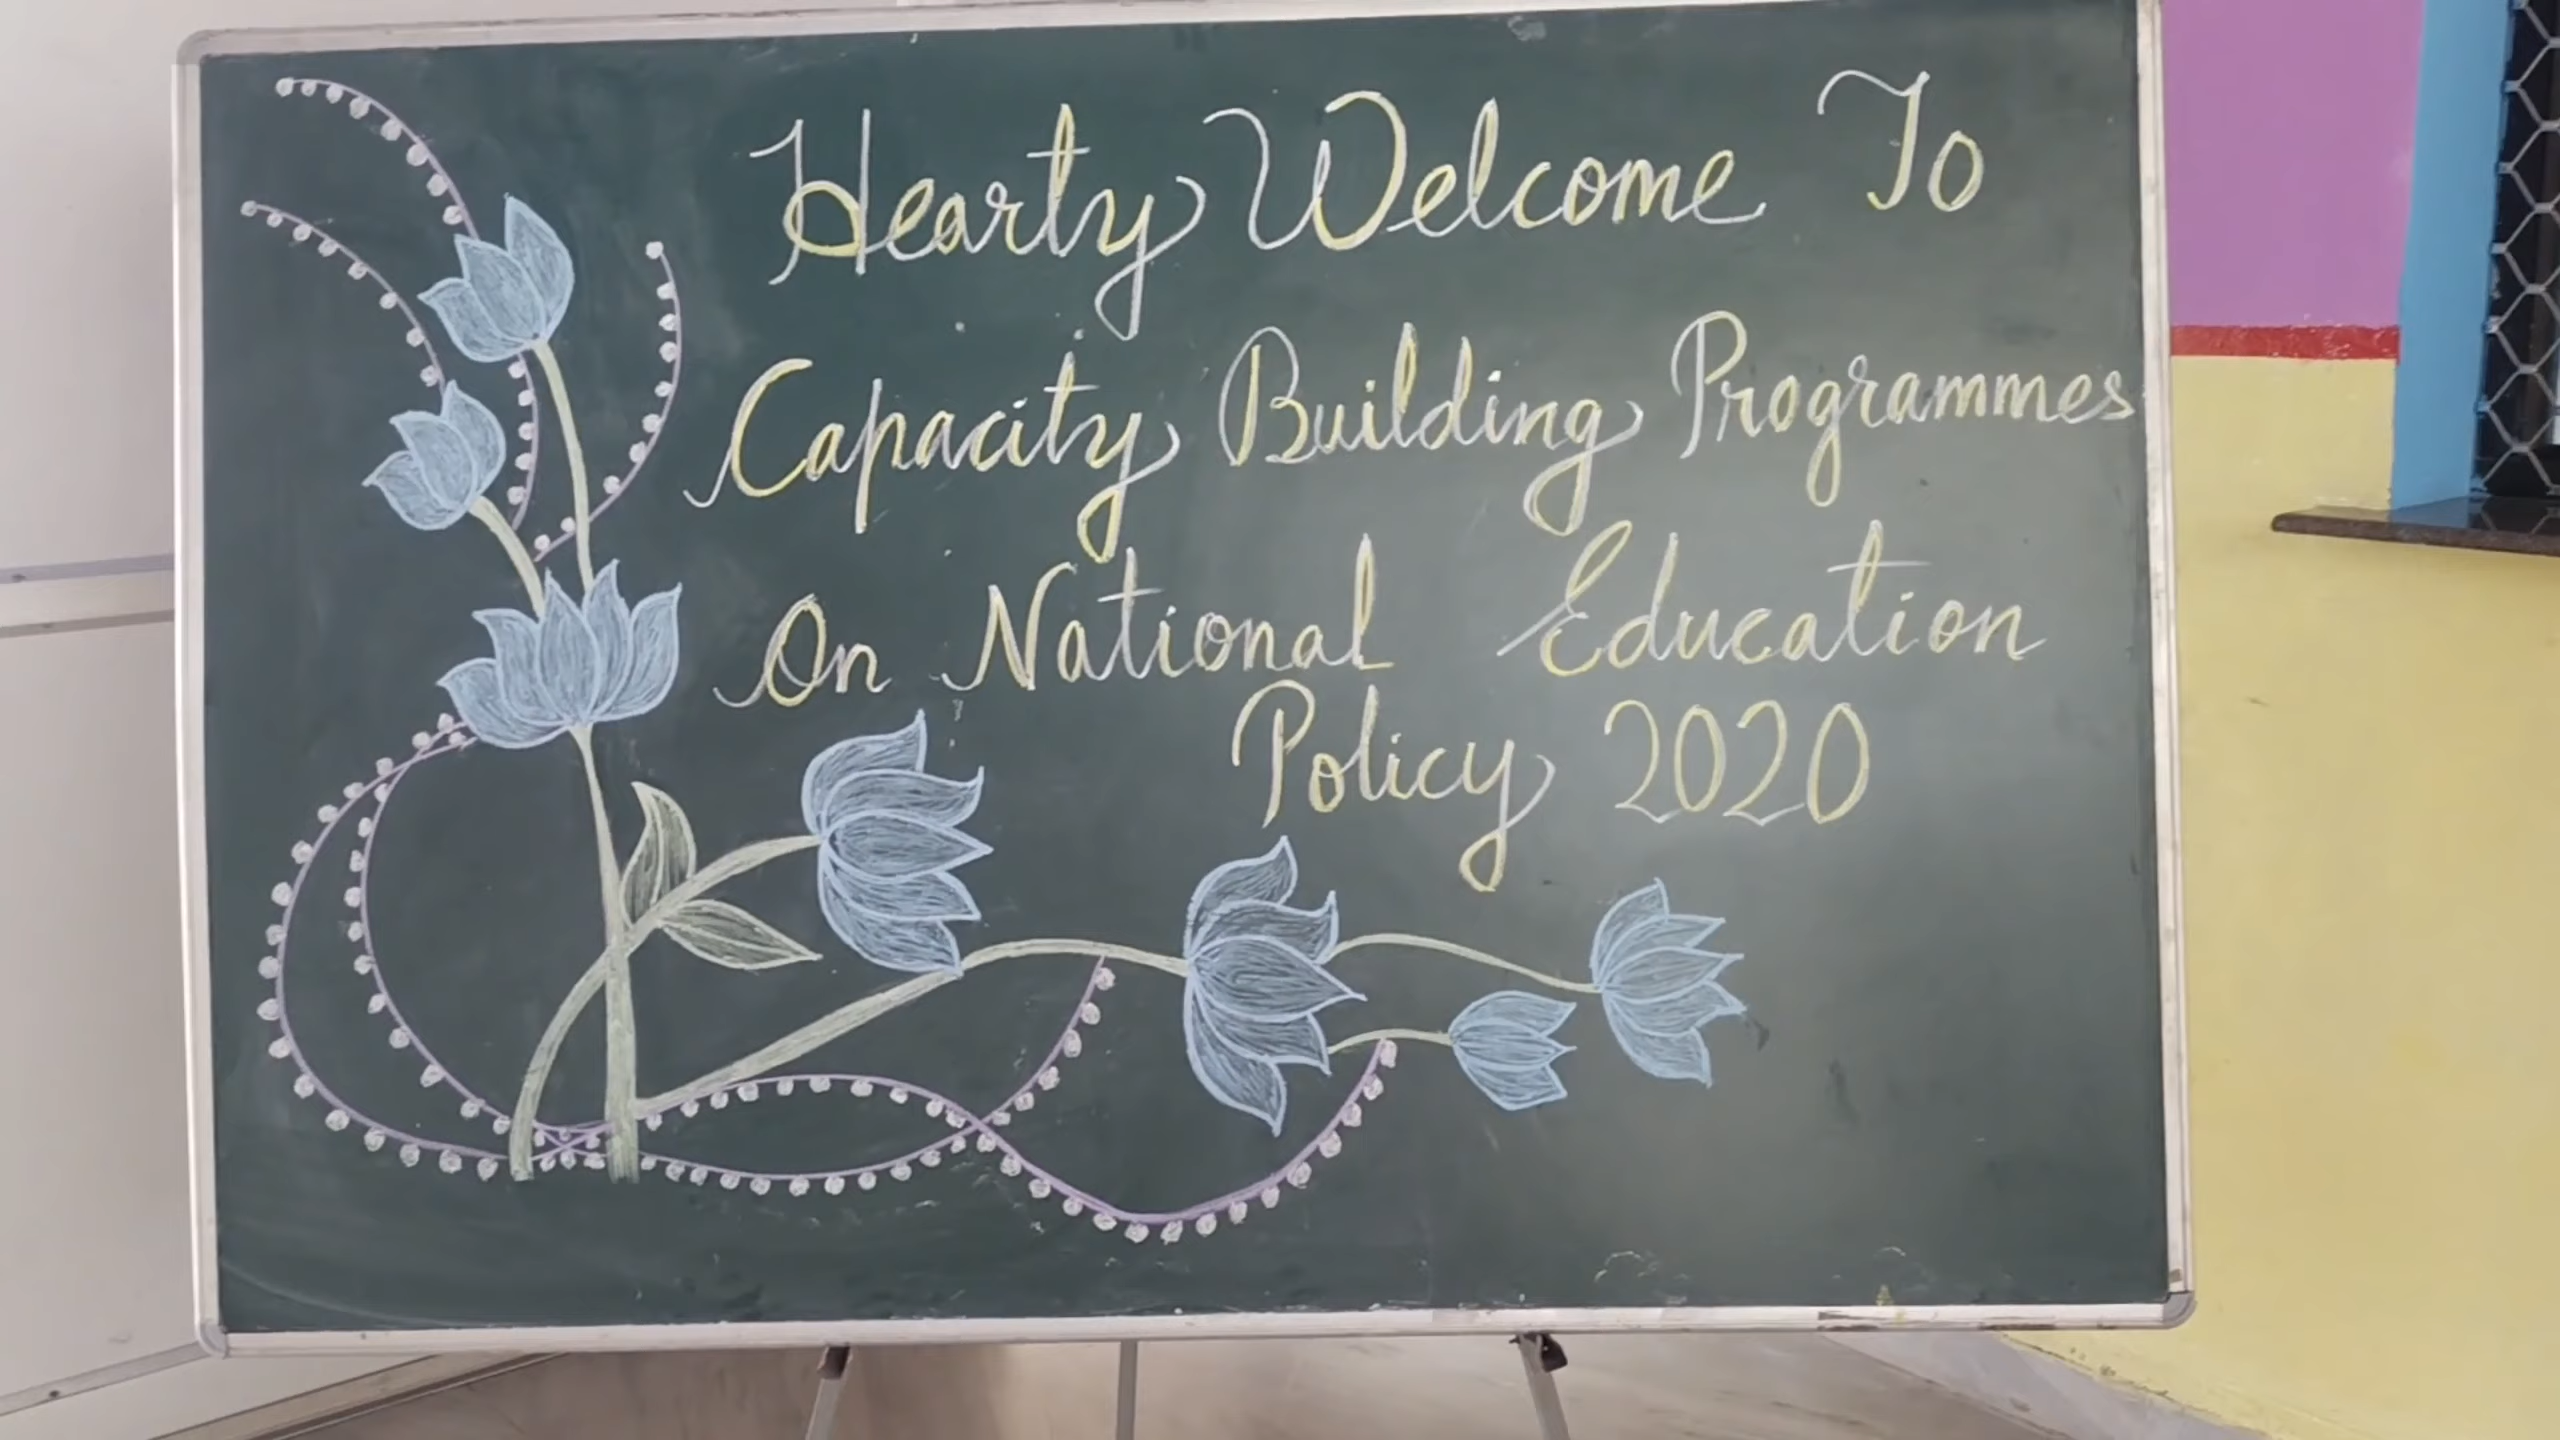 Hearty Welcome To
Capacity Building Programmes
On National Education
Policy 2020